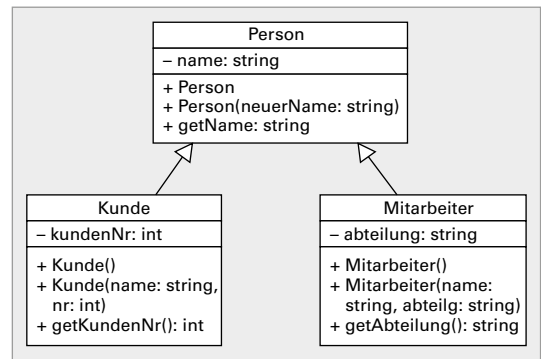 Person
– name: string
+ Person
+ Person(neuerName: string)
+ getName: string
Kunde
– kundenNr: int
+ Kunde()
+ Kunde(name: string,
nr: int)
+ getKundenNr(): int
Mitarbeiter
– abteilung: string
+ Mitarbeiter()
+ Mitarbeiter(name:
string, abteilg: string)
+ getAbteilung(): string